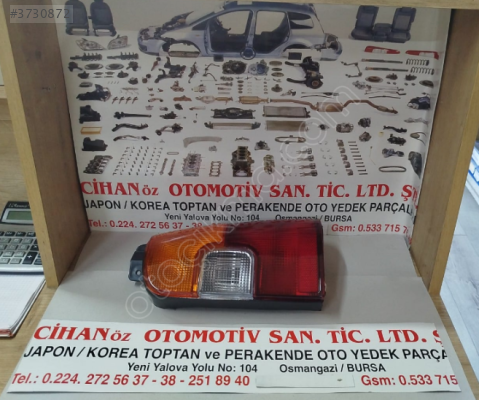 #3730872
CİHANöz OTOMOTİV SAN. TİC. LTD. Ş
JAPON / KOREA TOPTAN ve PERAKENDE OTO YEDEK PARÇAL
Yeni Yalova Yolu No: 104 Osmangazi / BURSA
Tel.: 0.224. 272 56 37 - 38 -
Gsm: 0.533 715
CİHANöz OTOMOTİV SAN. TİC. LTD.
JAPON / KOREA TOPTAN ve PERAKENDE OTO YEDEK PARÇAL
Yeni Yalova Yolu No: 104 Osmangazi / BURSA
Tel.: 0.224. 272 56 37 - 38 - 251 89 40
Gsm: 0.533 715